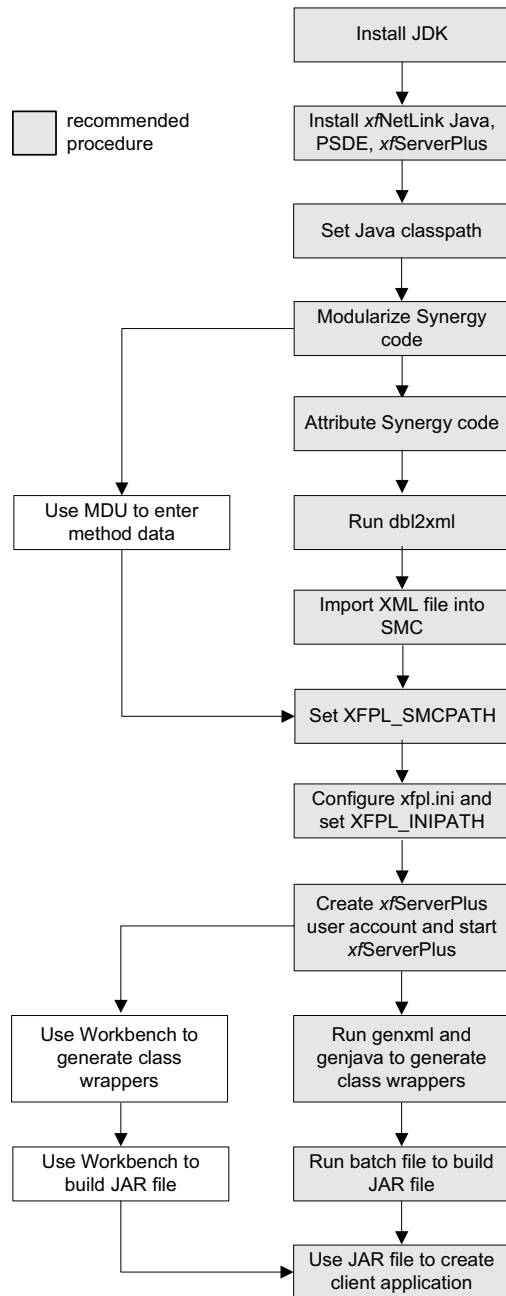 Install JDK
recommended
procedure
Install xfNetLink Java,
PSDE, xfServerPlus
Set Java classpath
Modularize Synergy
code
Attribute Synergy code
Use MDU to enter
method data
Run dbl2xml
Import XML file into
SMC
Set XFPL_SMCPATH
Configure xfpl.ini and
set XFPL_INIPATH
Create xfServerPlus
user account and start
xfServerPlus
Use Workbench to
generate class
wrappers
Run genxml and
genjava to generate
class wrappers
Use Workbench to
build JAR file
Run batch file to build
JAR file
Use JAR file to create
client application